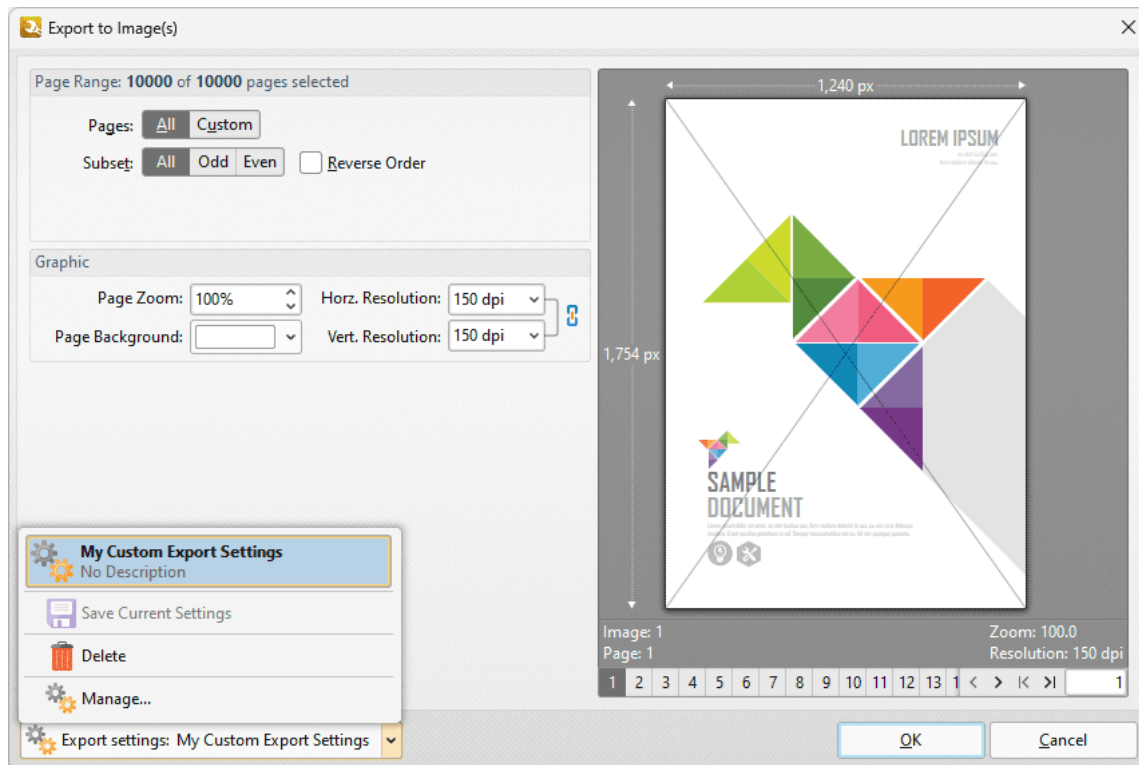 Export to Image(s)
Page Range: 10000 of 10000 pages selected
Pages: All Custom
Subset: All Odd Even Reverse Order
Graphic
Page Zoom: 100% Horz. Resolution: 150 dpi
Page Background: Vert. Resolution: 150 dpi
My Custom Export Settings
No Description
Save Current Settings
Delete
Manage...
Export settings: My Custom Export Settings
1,240 px
1,754 px
LOREM IPSUM
SAMPLE
DOCUMENT
Image: 1 Zoom: 100.0
Page: 1 Resolution: 150 dpi
1 2 3 4 5 6 7 8 9 10 11 12 13 1 1
OK Cancel